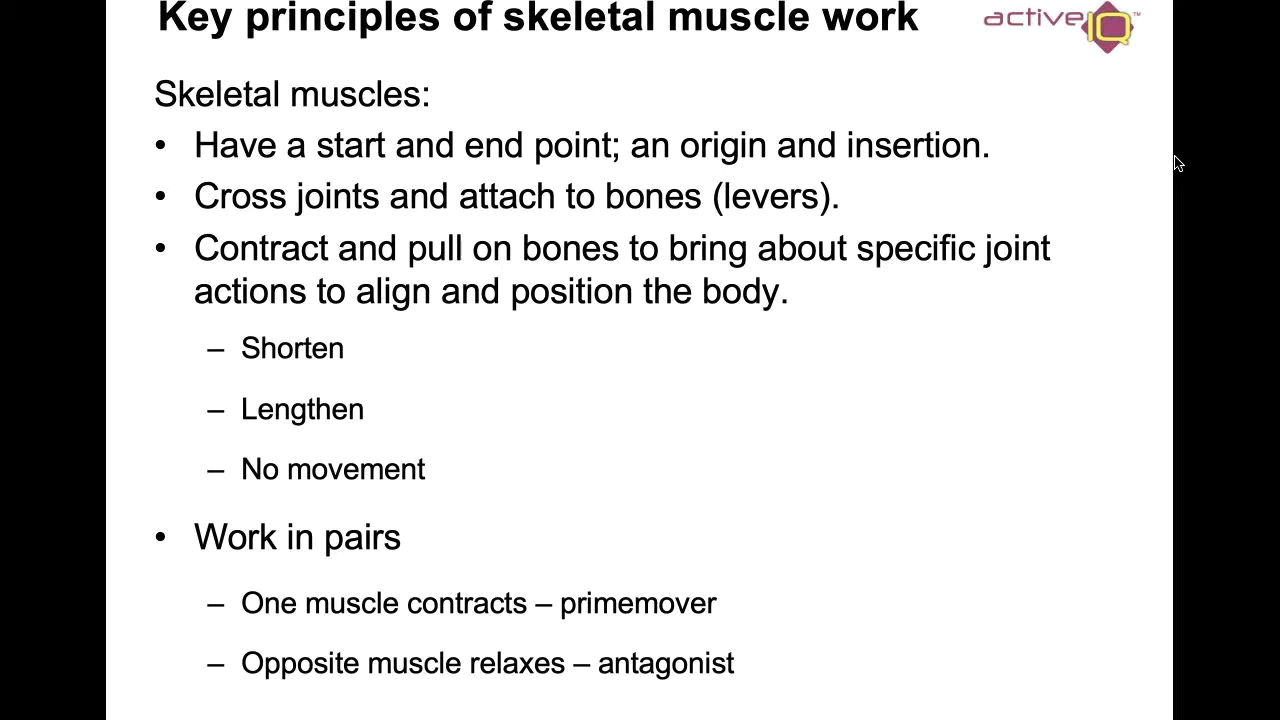 Key principles of skeletal muscle work
activeIQ™
Skeletal muscles:
• Have a start and end point; an origin and insertion.
• Cross joints and attach to bones (levers).
• Contract and pull on bones to bring about specific joint
actions to align and position the body.
– Shorten
– Lengthen
– No movement
• Work in pairs
– One muscle contracts – primemover
– Opposite muscle relaxes – antagonist